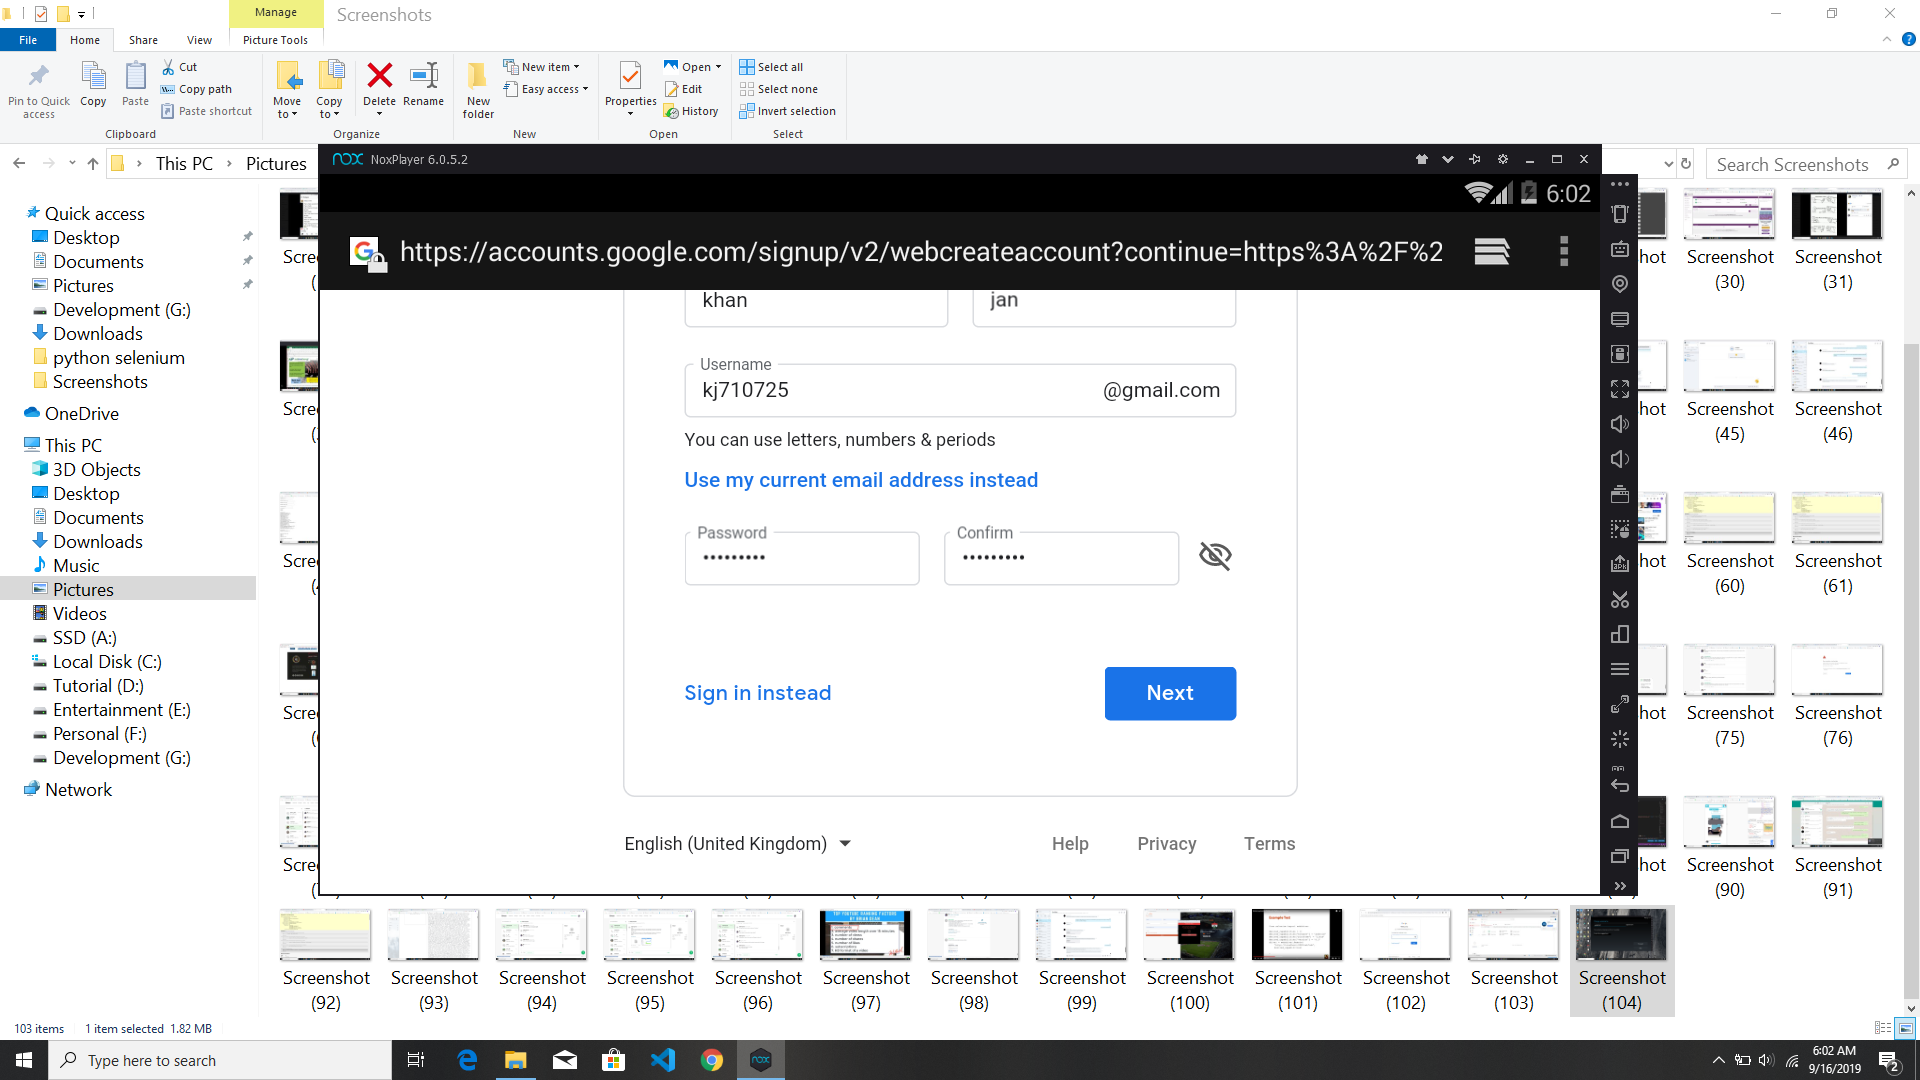 Manage
Screenshots
File
Home
Share
View
Picture Tools
Pin to Quick access
Copy
Paste
Cut
Copy path
Paste shortcut
Clipboard
Move to
Copy to
Delete
Rename
Organize
New folder
New item
Easy access
New
Properties
Open
Edit
History
Open
Select all
Select none
Invert selection
Select
This PC
Pictures
Search Screenshots
nox NoxPlayer 6.0.5.2
6:02
https://accounts.google.com/signup/v2/webcreateaccount?continue=https%3A%2F%2
khan
jan
Username
kj710725
@gmail.com
You can use letters, numbers & periods
Use my current email address instead
Password
•••••••••
Confirm
•••••••••
Sign in instead
Next
English (United Kingdom)
Help
Privacy
Terms
Quick access
Desktop
Documents
Pictures
Development (G:)
Downloads
python selenium
Screenshots
OneDrive
This PC
3D Objects
Desktop
Documents
Downloads
Music
Pictures
Videos
SSD (A:)
Local Disk (C:)
Tutorial (D:)
Entertainment (E:)
Personal (F:)
Development (G:)
Network
Screenshot (30)
Screenshot (31)
Screenshot (45)
Screenshot (46)
Screenshot (60)
Screenshot (61)
Screenshot (75)
Screenshot (76)
Screenshot (90)
Screenshot (91)
Screenshot (92)
Screenshot (93)
Screenshot (94)
Screenshot (95)
Screenshot (96)
Screenshot (97)
Screenshot (98)
Screenshot (99)
Screenshot (100)
Screenshot (101)
Screenshot (102)
Screenshot (103)
Screenshot (104)
103 items
1 item selected 1.82 MB
Type here to search
6:02 AM
9/16/2019
2